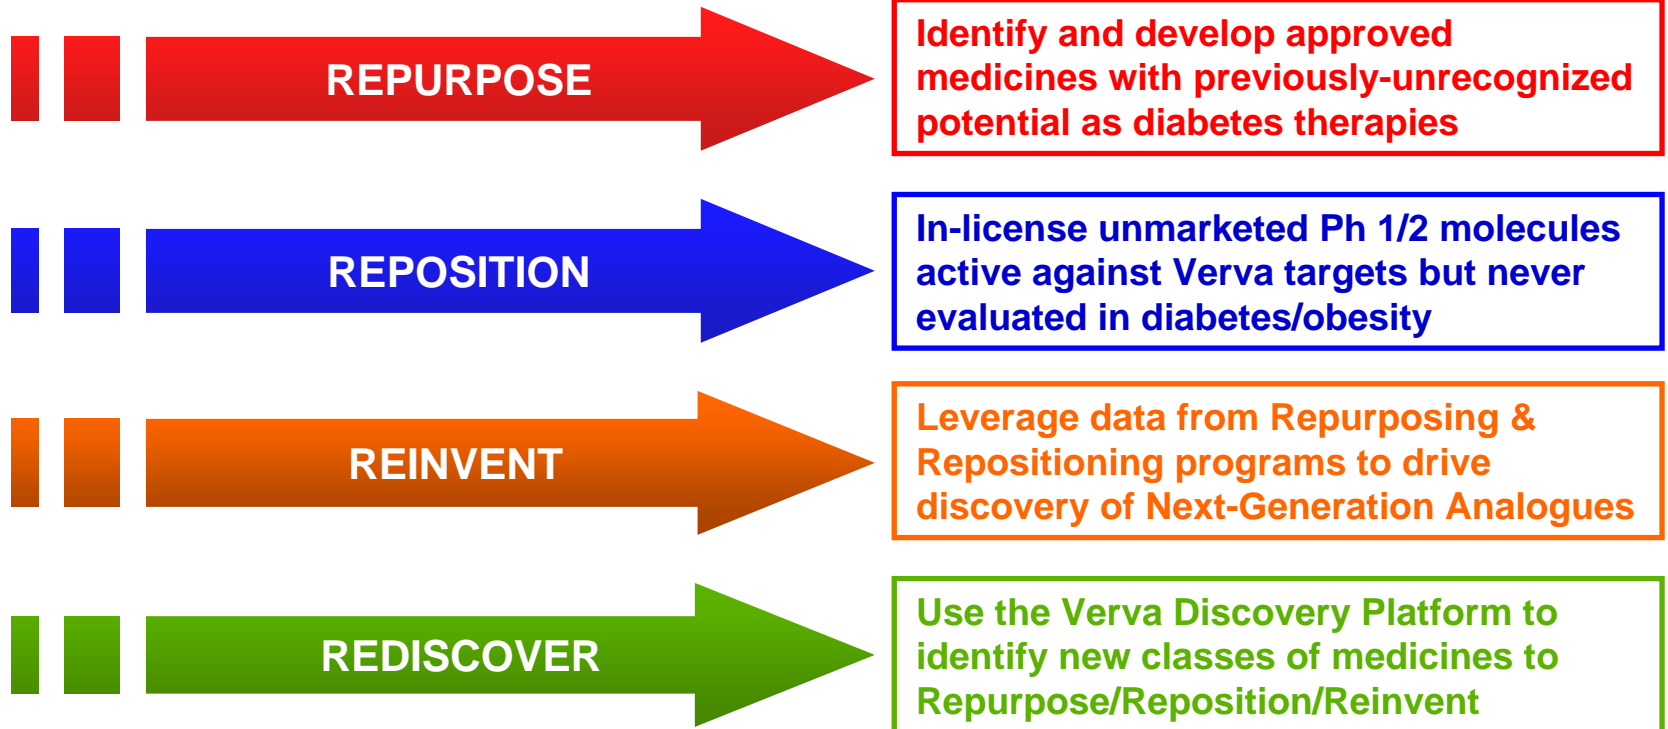 REPURPOSE
Identify and develop approved
medicines with previously-unrecognized
potential as diabetes therapies
REPOSITION
In-license unmarketed Ph 1/2 molecules
active against Verva targets but never
evaluated in diabetes/obesity
REINVENT
Leverage data from Repurposing &
Repositioning programs to drive
discovery of Next-Generation Analogues
REDISCOVER
Use the Verva Discovery Platform to
identify new classes of medicines to
Repurpose/Reposition/Reinvent